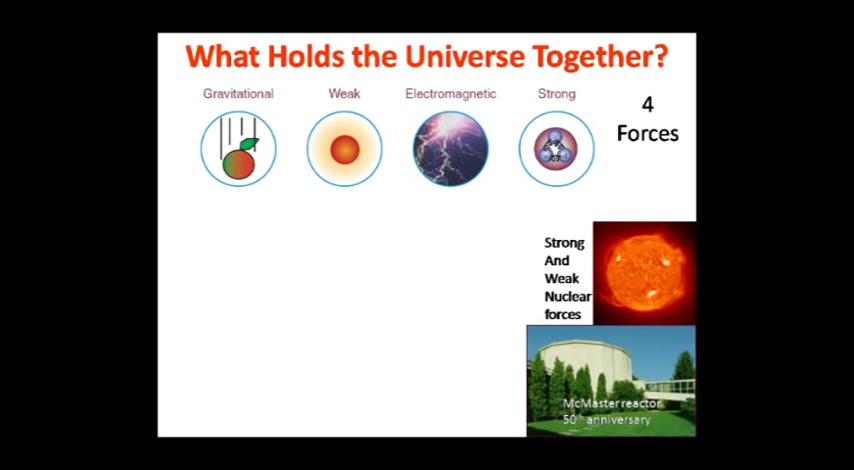 What Holds the Universe Together?
Gravitational
Weak
Electromagnetic
Strong
4
Forces
Strong
And
Weak
Nuclear
forces
McMaster reactor
50th anniversary